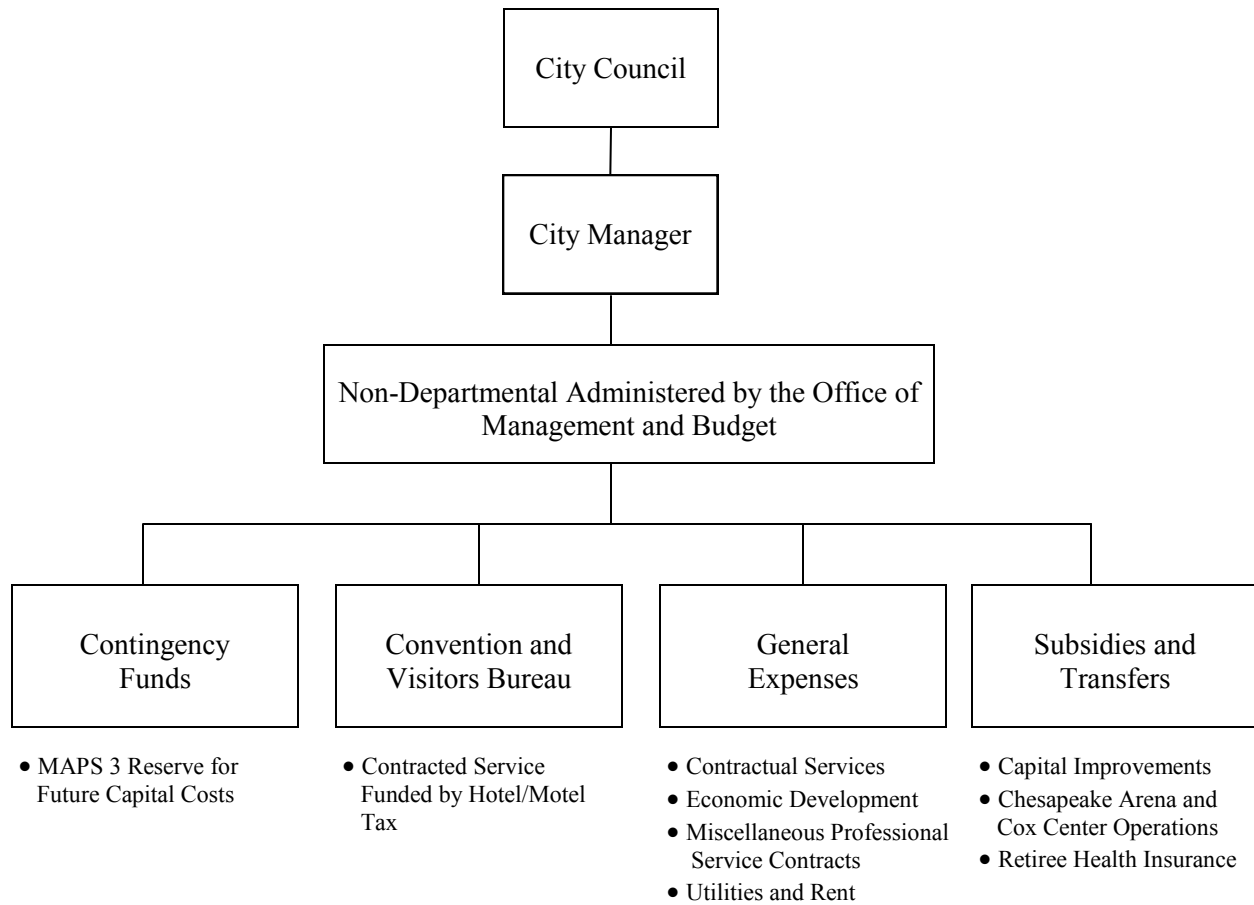 City Council
City Manager
Non-Departmental Administered by the Office of
Management and Budget
Contingency
Funds
Convention and
Visitors Bureau
General
Expenses
Subsidies and
Transfers
• MAPS 3 Reserve for
Future Capital Costs
• Contracted Service
Funded by Hotel/Motel
Tax
• Contractual Services
• Economic Development
• Miscellaneous Professional
Service Contracts
• Utilities and Rent
• Capital Improvements
• Chesapeake Arena and
Cox Center Operations
• Retiree Health Insurance